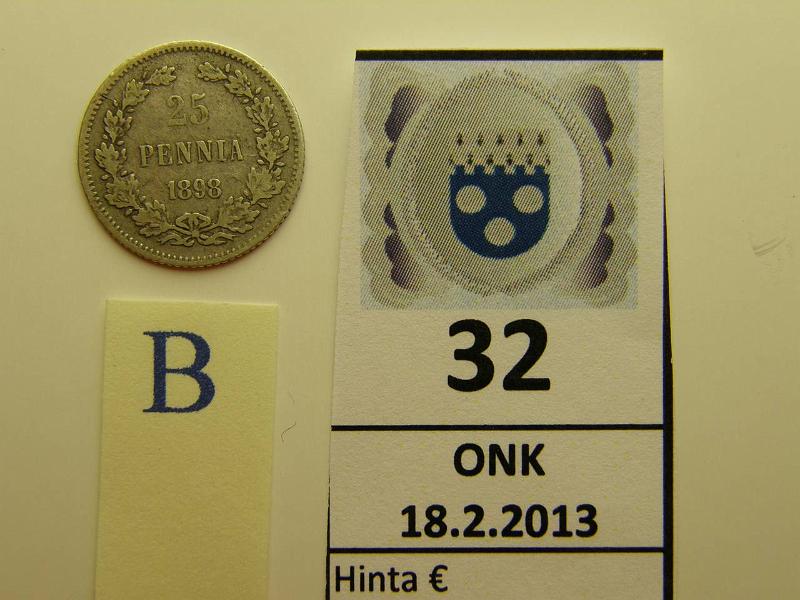 25
PENNIA
1898
B
32
ONK
18.2.2013
Hinta €